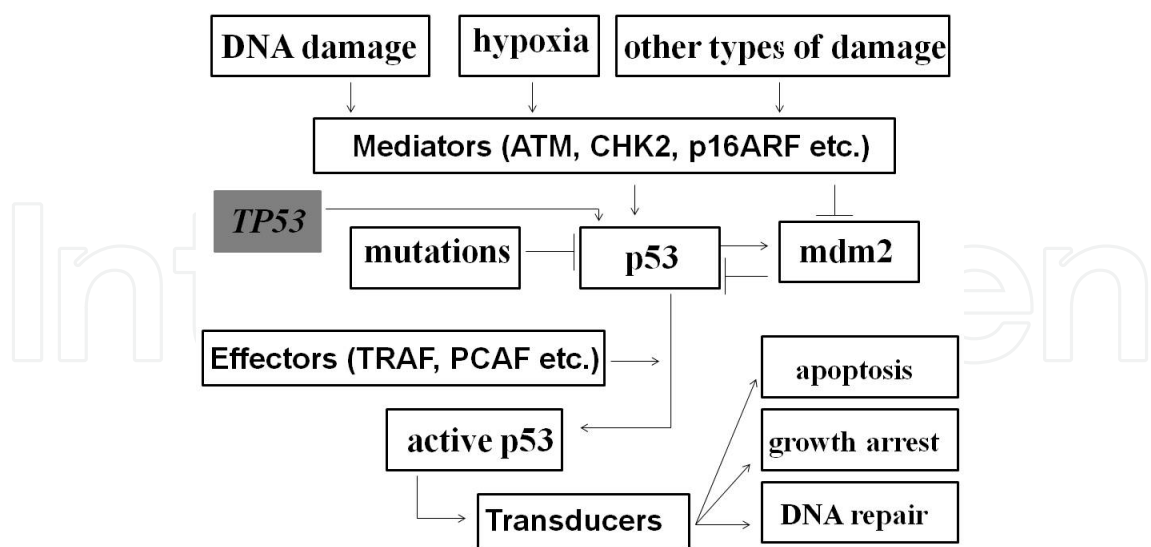 DNA damage
hypoxia
other types of damage
Mediators (ATM, CHK2, p16ARF etc.)
TP53
mutations
p53
mdm2
Effectors (TRAF, PCAF etc.)
apoptosis
active p53
growth arrest
Transducers
DNA repair